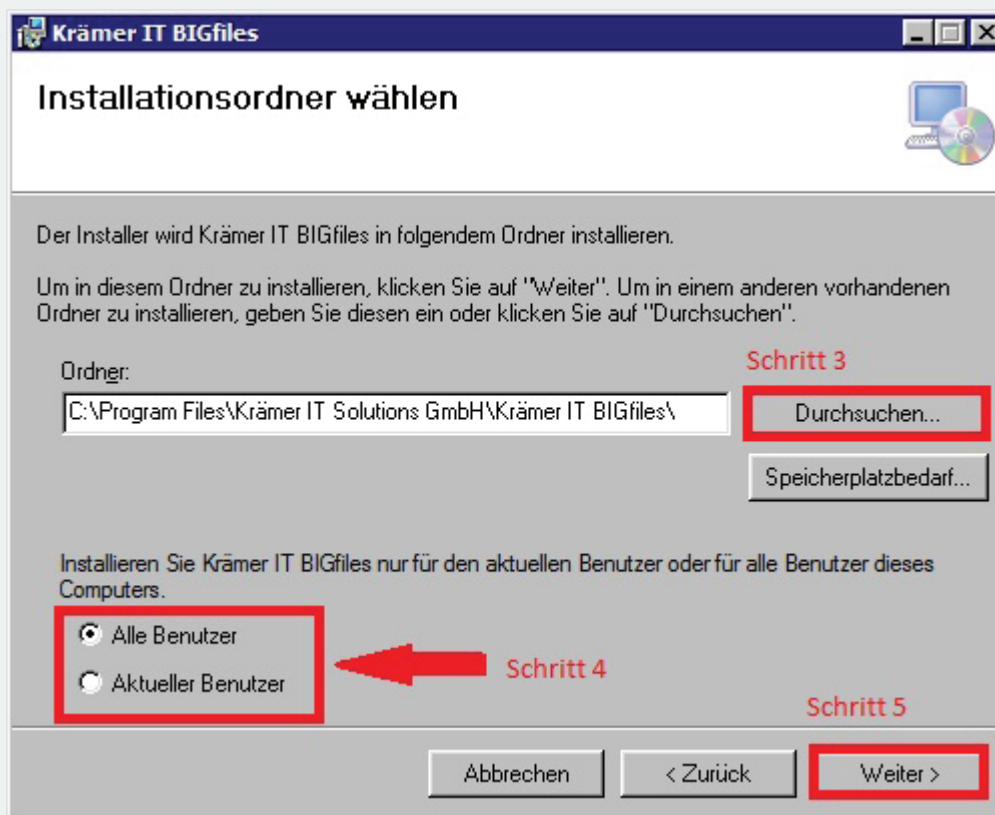 Krämer IT BIGfiles
Installationsordner wählen
Der Installer wird Krämer IT BIGfiles in folgendem Ordner installieren.
Um in diesem Ordner zu installieren, klicken Sie auf "Weiter". Um in einem anderen vorhandenen
Ordner zu installieren, geben Sie diesen ein oder klicken Sie auf "Durchsuchen".
Schritt 3
Ordner:
C:\Program Files\Krämer IT Solutions GmbH\Krämer IT BIGfiles\
Durchsuchen...
Speicherplatzbedarf...
Installieren Sie Krämer IT BIGfiles nur für den aktuellen Benutzer oder für alle Benutzer dieses
Computers.
Alle Benutzer
Aktueller Benutzer
Schritt 4
Schritt 5
Abbrechen
< Zurück
Weiter >